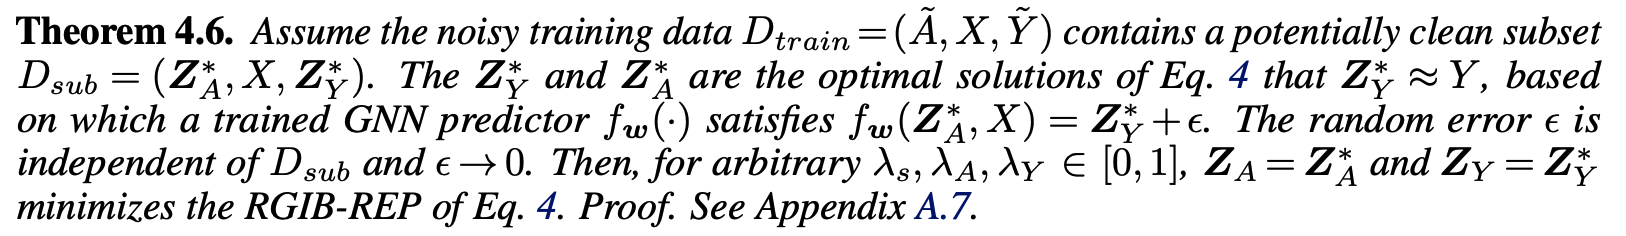 Theorem 4.6. Assume the noisy training data D_train = (Ã, X, Ỹ) contains a potentially clean subset
D_sub = (Z*_A, X, Z*_Y). The Z*_Y and Z*_A are the optimal solutions of Eq. 4 that Z*_Y ≈ Y, based
on which a trained GNN predictor f_w(·) satisfies f_w(Z*_A, X) = Z*_Y + ϵ. The random error ϵ is
independent of D_sub and ϵ → 0. Then, for arbitrary λ_s, λ_A, λ_Y ∈ [0, 1], Z_A = Z*_A and Z_Y = Z*_Y
minimizes the RGIB-REP of Eq. 4. Proof. See Appendix A.7.